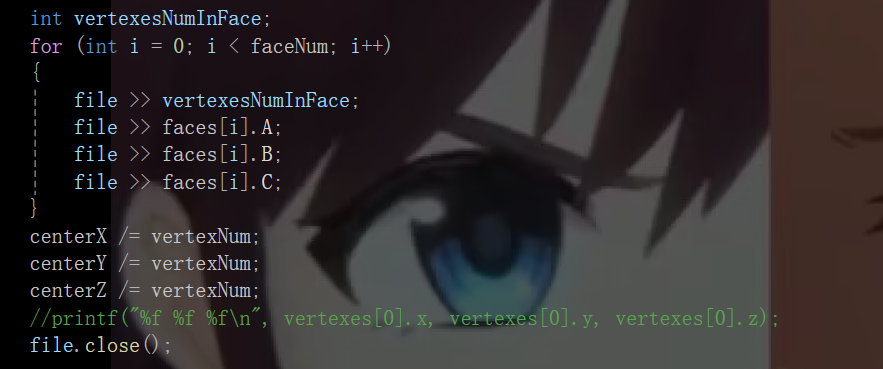 int vertexesNumInFace;
for (int i = 0; i < faceNum; i++)
{
file >> vertexesNumInFace;
file >> faces[i].A;
file >> faces[i].B;
file >> faces[i].C;
}
centerX /= vertexNum;
centerY /= vertexNum;
centerZ /= vertexNum;
//printf("%f %f %f\n", vertexes[0].x, vertexes[0].y, vertexes[0].z);
file.close();